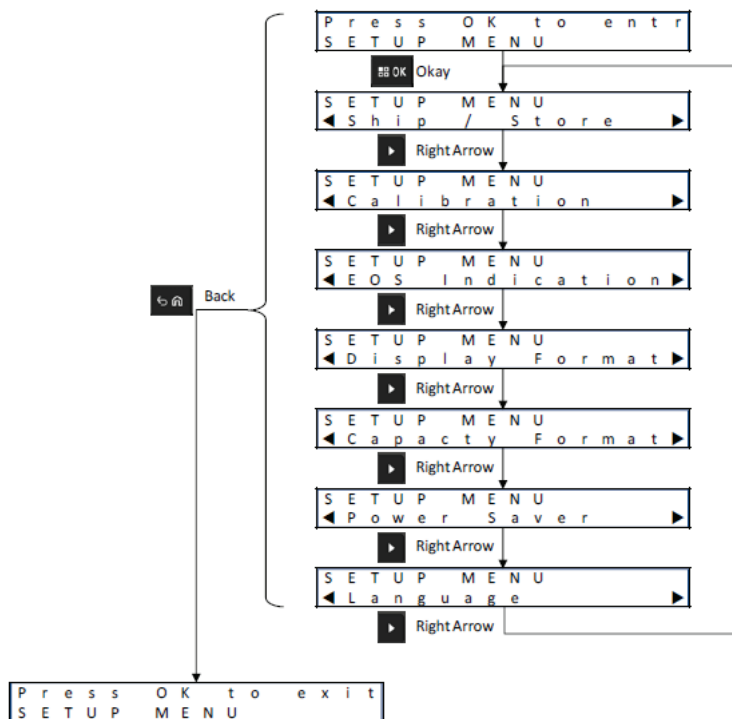 Press OK to entr
SETUP MENU
OK Okay
SETUP MENU
◀Ship / Store▶
Right Arrow
SETUP MENU
◀Calibration▶
Right Arrow
SETUP MENU
◀EOS Indication▶
Back
Right Arrow
SETUP MENU
◀Display Format▶
Right Arrow
SETUP MENU
◀Capacty Format▶
Right Arrow
SETUP MENU
◀Power Saver▶
Right Arrow
SETUP MENU
◀Language▶
Right Arrow
Press OK to exit
SETUP MENU